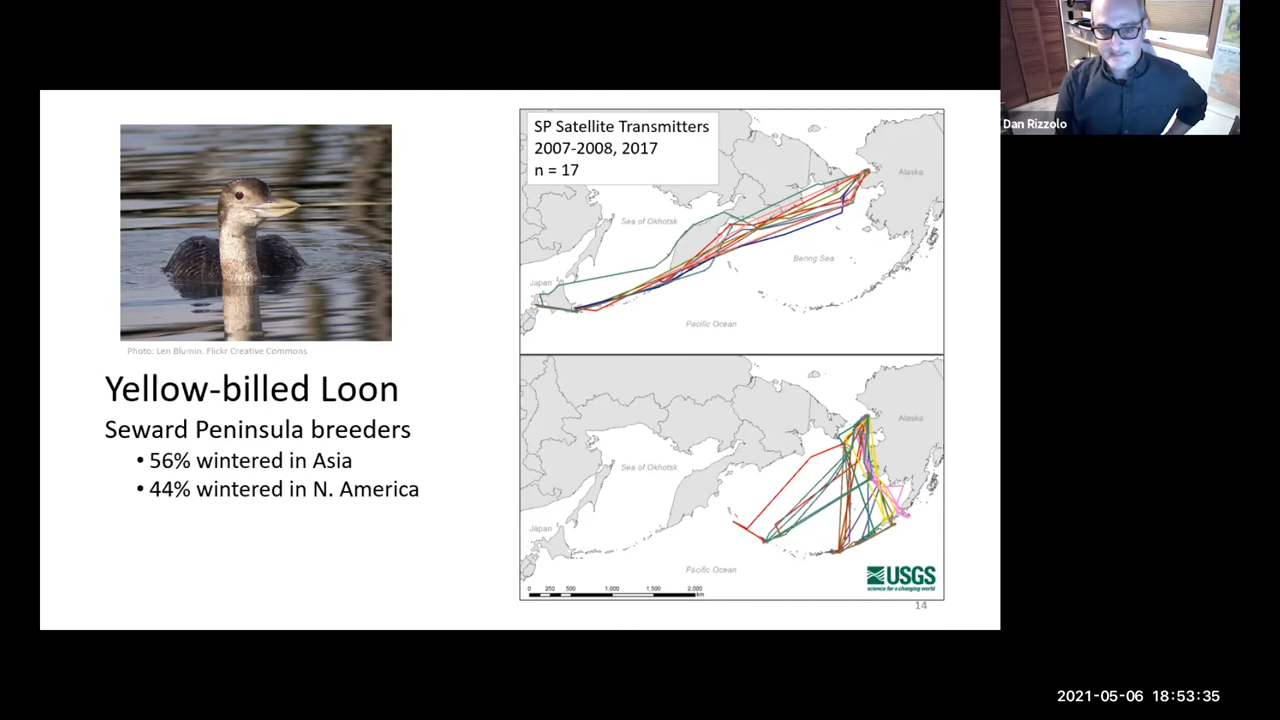 Dan Rizzolo
SP Satellite Transmitters
2007-2008, 2017
n = 17
Alaska
Sea of Okhotsk
Bering Sea
Japan
Pacific Ocean
Photo: Len Blumin. Flickr Creative Commons
Yellow-billed Loon
Seward Peninsula breeders
• 56% wintered in Asia
• 44% wintered in N. America
Alaska
Sea of Okhotsk
Japan
Pacific Ocean
USGS
science for a changing world
0 250 500 1,000 1,500 2,000
km
14
2021-05-06 18:53:35